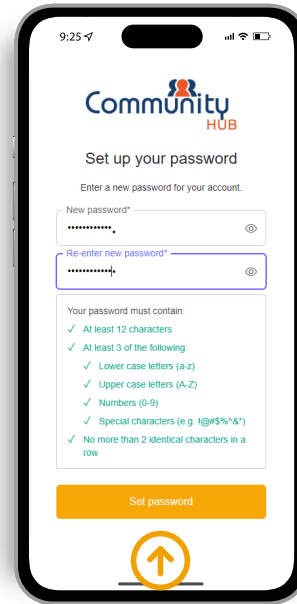 9:25
Community
HUB
Set up your password
Enter a new password for your account.
New password*
Re-enter new password*
Your password must contain:
At least 12 characters
At least 3 of the following:
Lower case letters (a-z)
Upper case letters (A-Z)
Numbers (0-9)
Special characters (e.g. !@#$%^&*)
No more than 2 identical characters in a
row
Set password